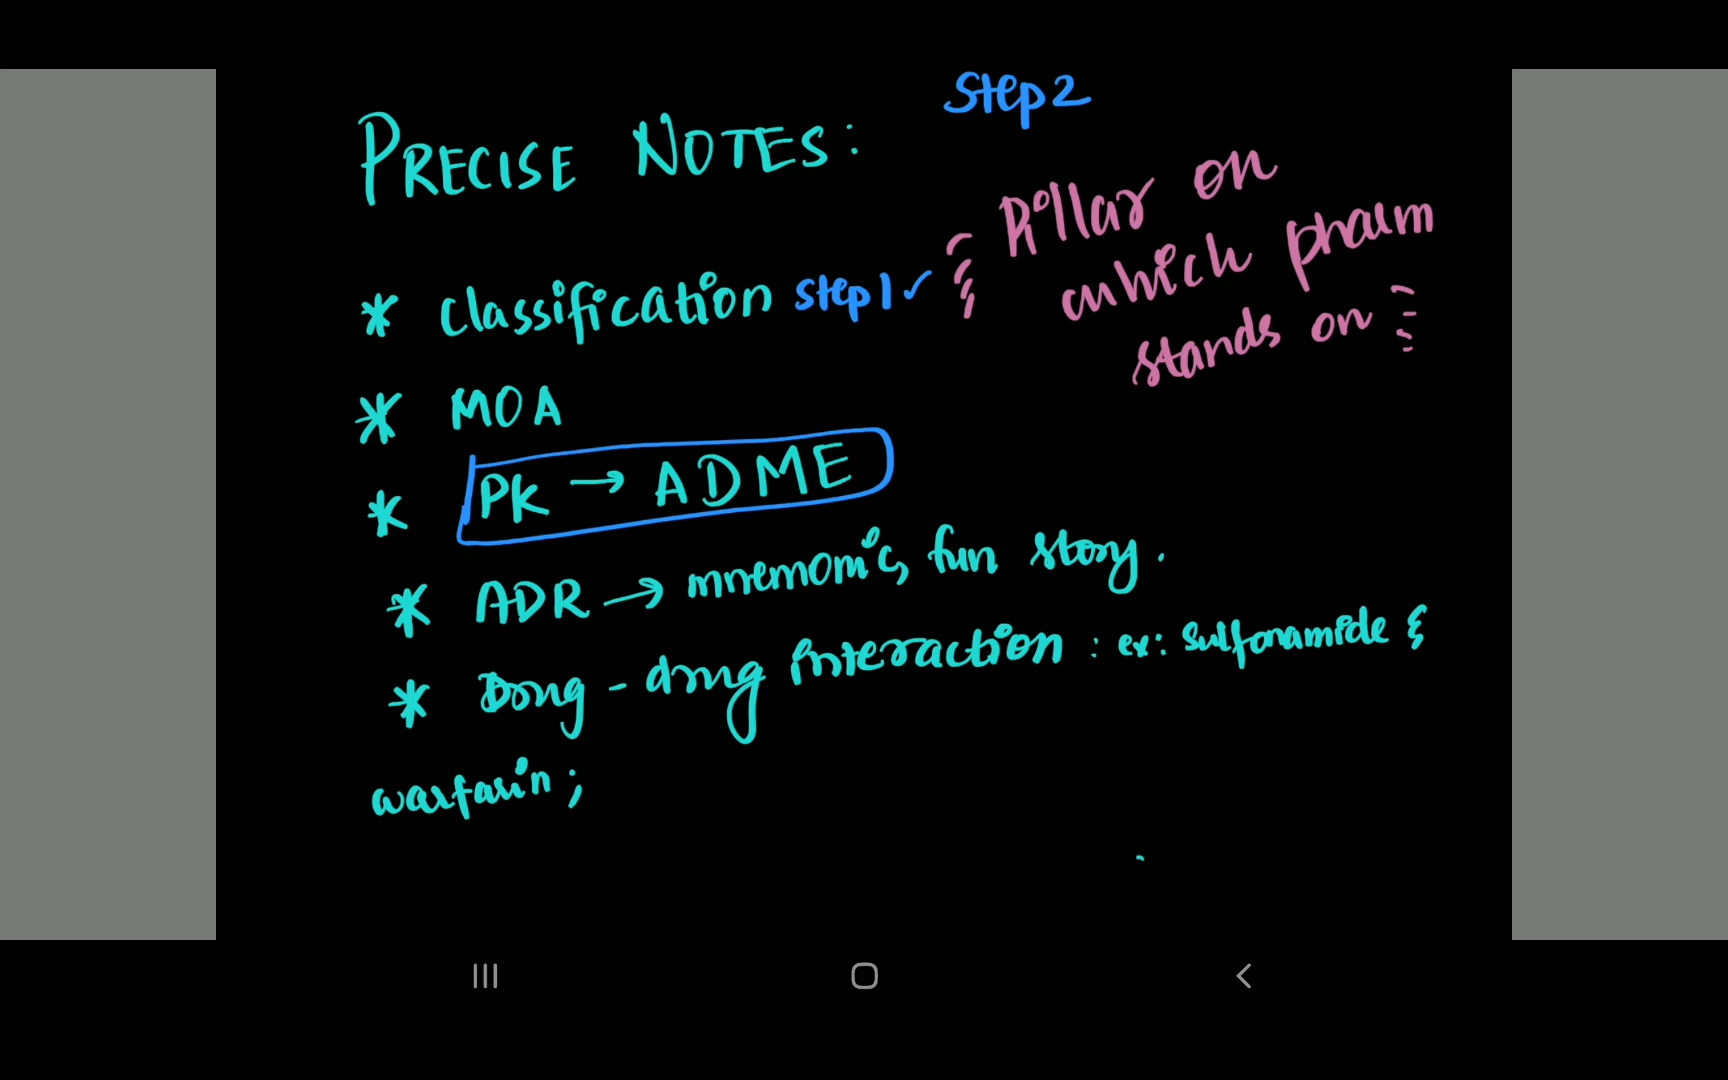 Step 2
PRECISE NOTES:
* Classification Step 1 ✓ { Pillar on
which pharm
stands on }
* MOA
* PK → ADME
* ADR → mnemonic, fun story.
* Drug - drug interaction : ex: Sulfonamide &
warfarin ;